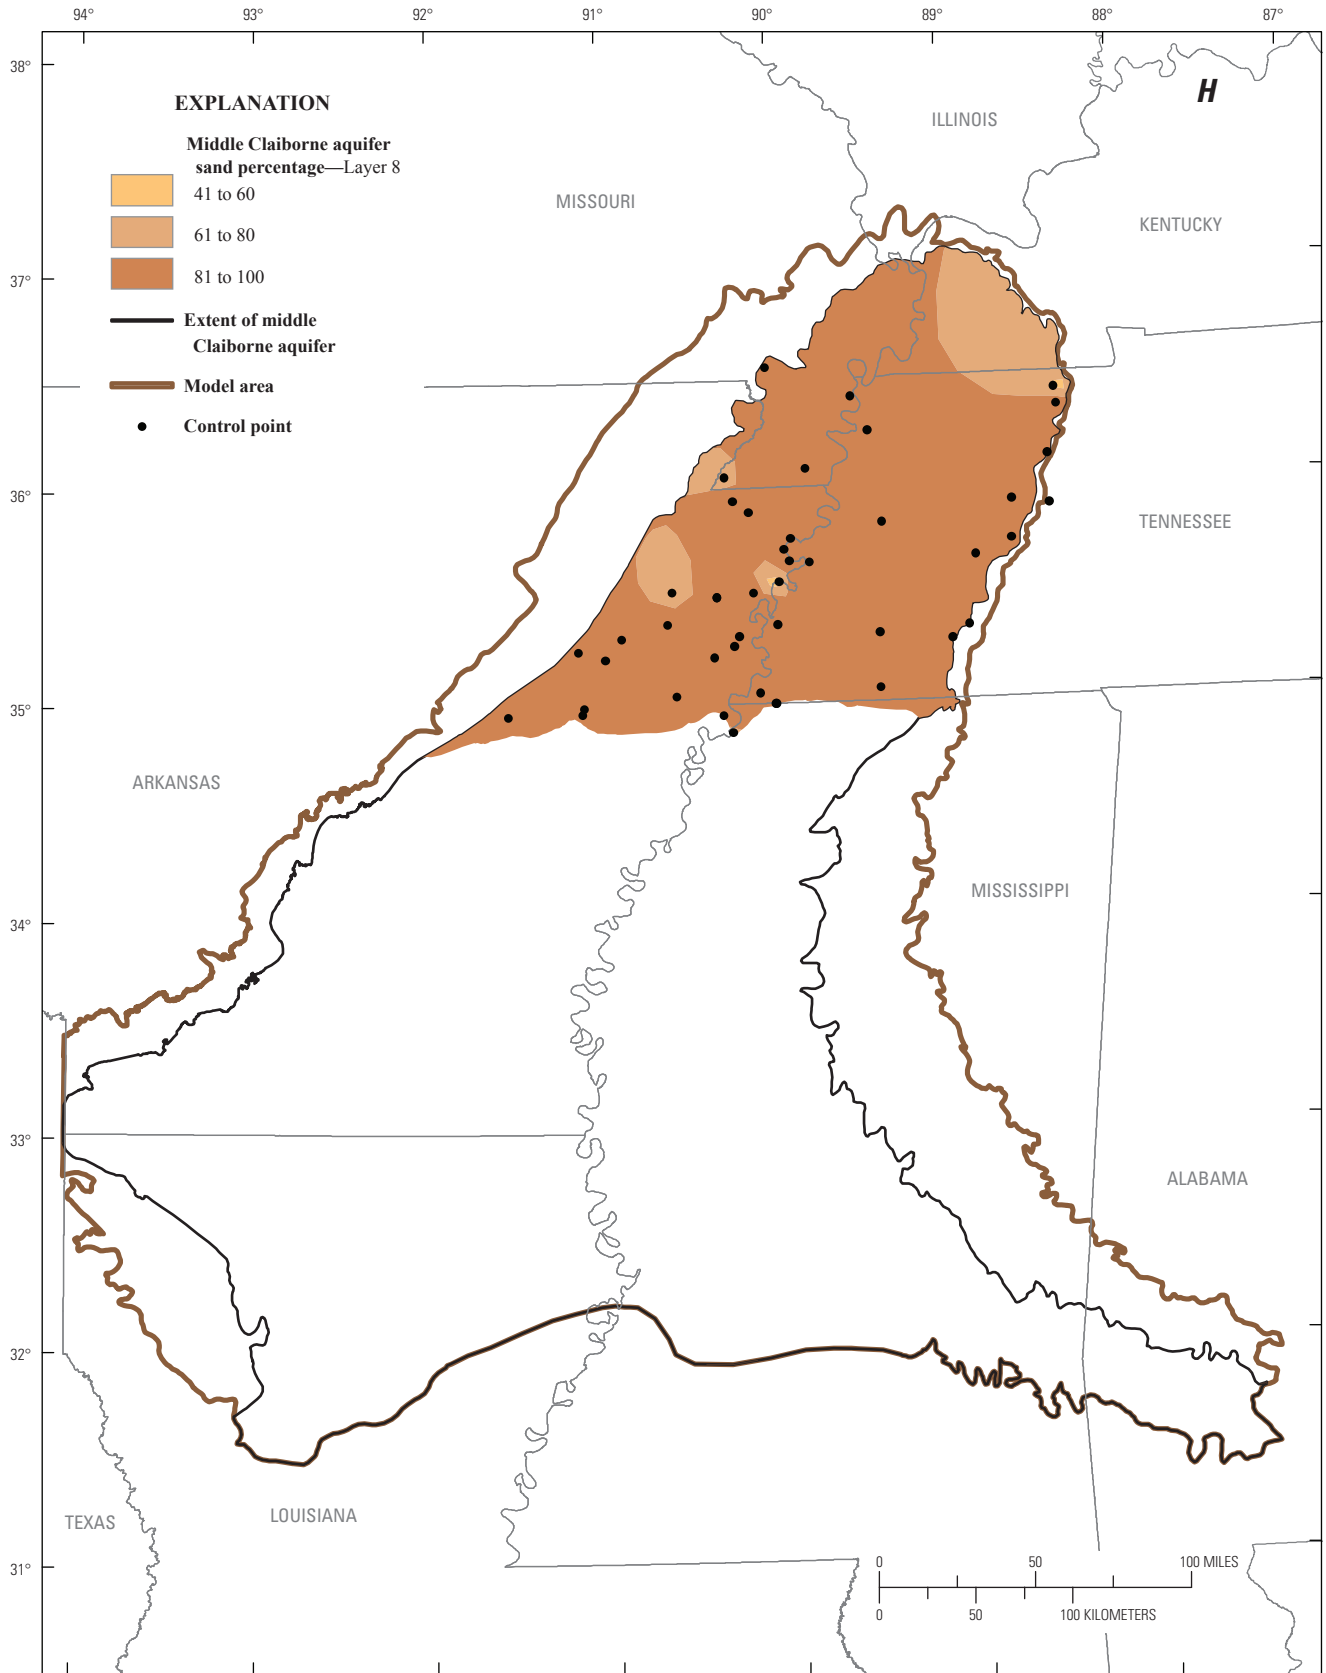 94° 93° 92° 91° 90° 89° 88° 87°
38°
H
EXPLANATION
Middle Claiborne aquifer
sand percentage—Layer 8
41 to 60
61 to 80
81 to 100
Extent of middle
Claiborne aquifer
Model area
Control point
ILLINOIS
MISSOURI
KENTUCKY
37°
36°
TENNESSEE
35°
ARKANSAS
MISSISSIPPI
34°
33°
ALABAMA
32°
LOUISIANA
TEXAS
31°
0 50 100 MILES
0 50 100 KILOMETERS